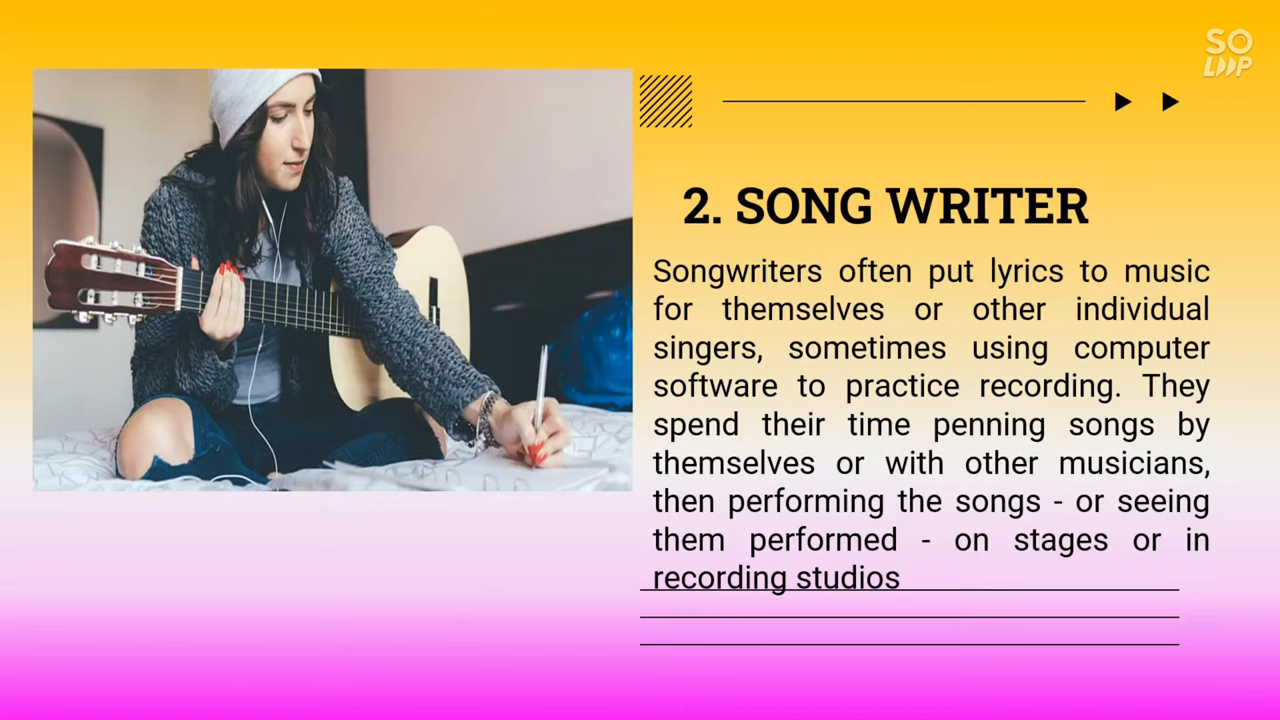 SO
LOOP
2. SONG WRITER
Songwriters often put lyrics to music
for themselves or other individual
singers, sometimes using computer
software to practice recording. They
spend their time penning songs by
themselves or with other musicians,
then performing the songs - or seeing
them performed - on stages or in
recording studios